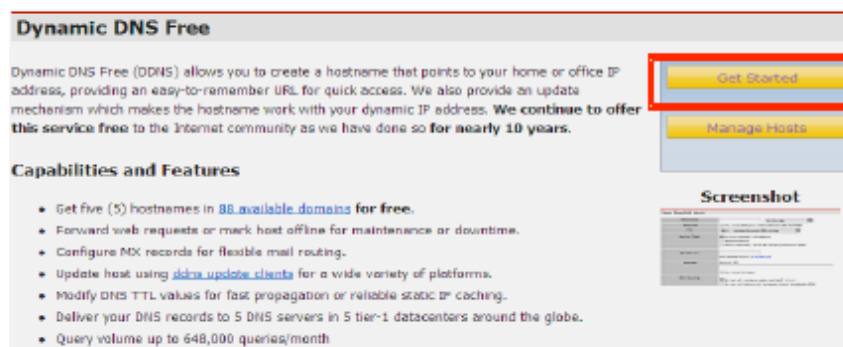 Dynamic DNS Free
Dynamic DNS Free (DDNS) allows you to create a hostname that points to your home or office IP
address, providing an easy-to-remember URL for quick access. We also provide an update
mechanism which makes the hostname work with your dynamic IP address. We continue to offer
this service free to the Internet community as we have done so for nearly 10 years.
Get Started
Manage Hosts
Capabilities and Features
• Get five (5) hostnames in 88 available domains for free.
• Forward web requests or mark host offline for maintenance or downtime.
• Configure MX records for flexible mail routing.
• Update host using ddns update clients for a wide variety of platforms.
• Modify DNS TTL values for fast propagation or reliable static IP caching.
• Deliver your DNS records to 5 DNS servers in 5 tier-1 datacenters around the globe.
• Query volume up to 648,000 queries/month
Screenshot